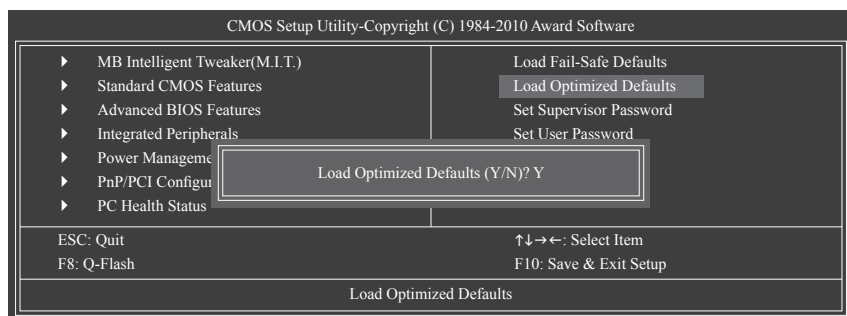 CMOS Setup Utility-Copyright (C) 1984-2010 Award Software
MB Intelligent Tweaker(M.I.T.)
Standard CMOS Features
Advanced BIOS Features
Integrated Peripherals
Power Manageme
PnP/PCI Configur
PC Health Status
Load Fail-Safe Defaults
Load Optimized Defaults
Set Supervisor Password
Set User Password
Load Optimized Defaults (Y/N)? Y
ESC: Quit
↑↓→←: Select Item
F8: Q-Flash
F10: Save & Exit Setup
Load Optimized Defaults